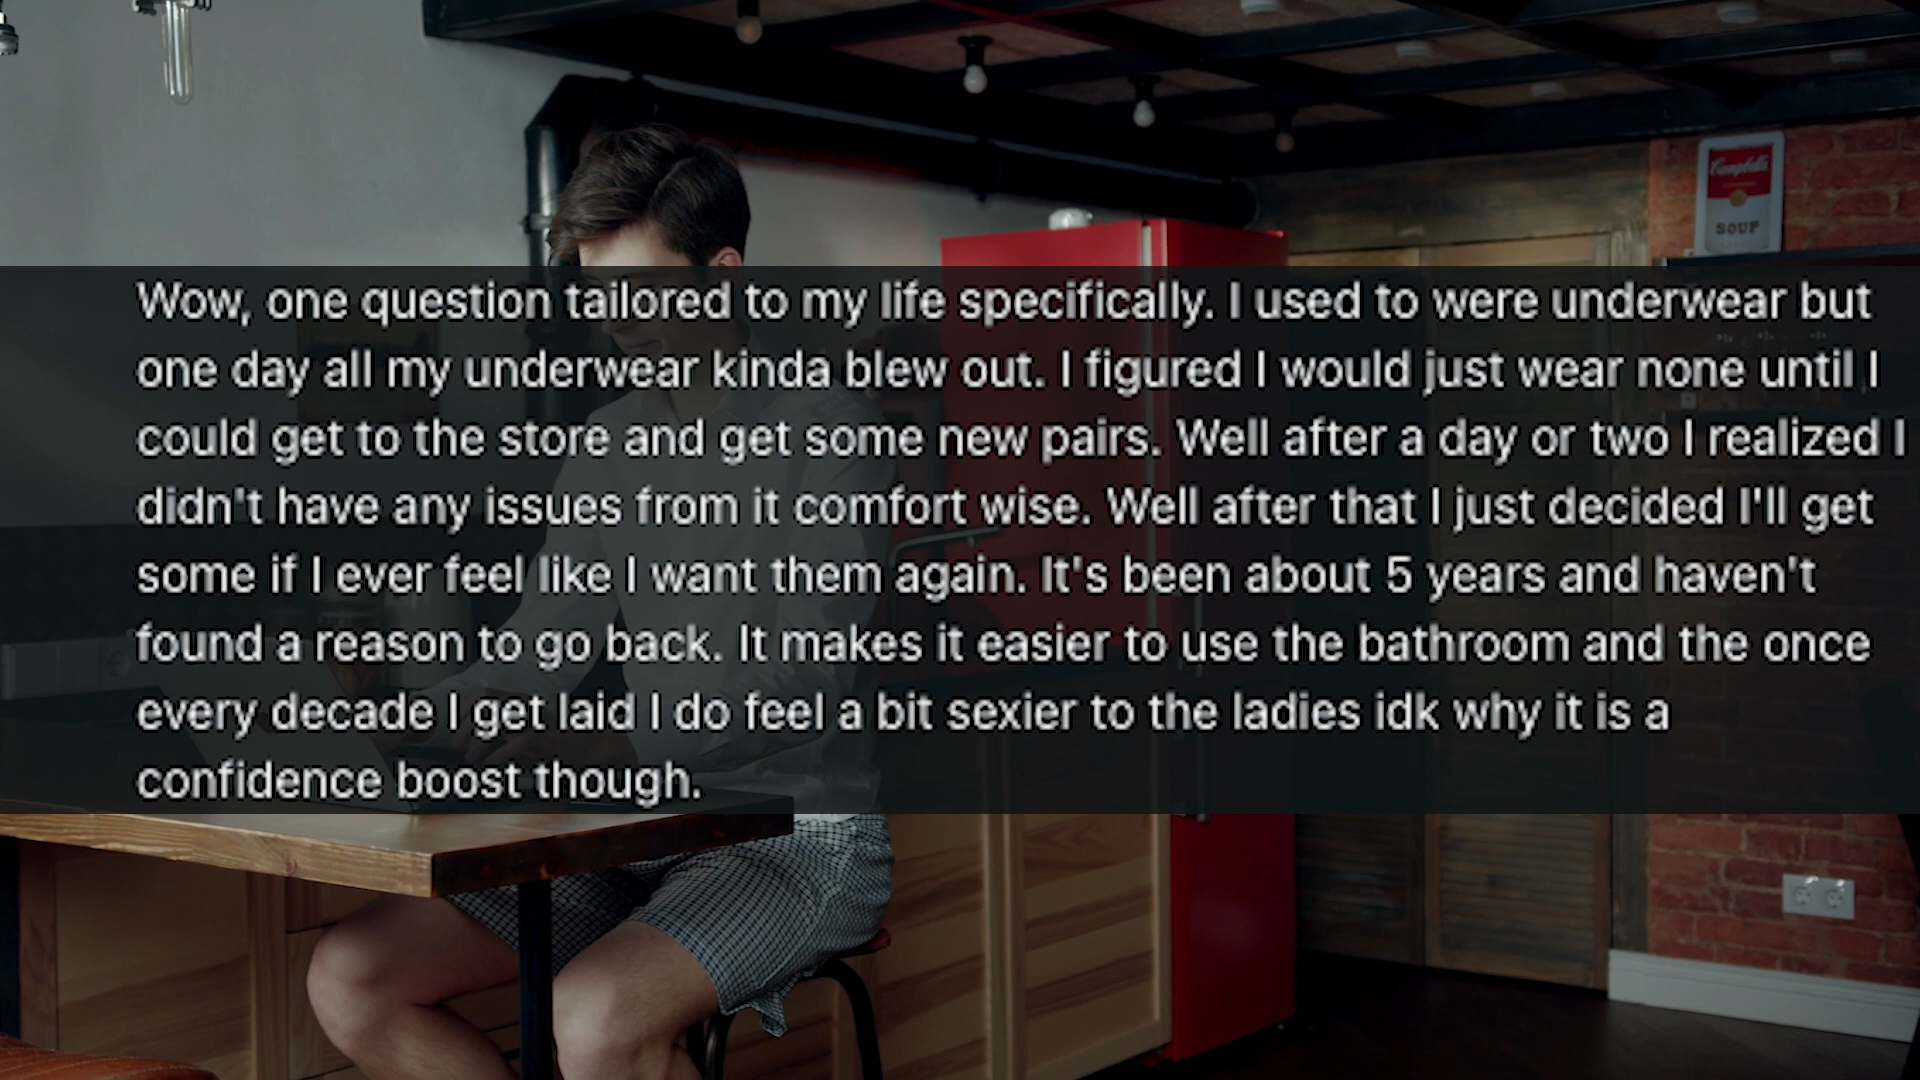 Campbell's
SOUP
Wow, one question tailored to my life specifically. I used to were underwear but
one day all my underwear kinda blew out. I figured I would just wear none until I
could get to the store and get some new pairs. Well after a day or two I realized I
didn't have any issues from it comfort wise. Well after that I just decided I'll get
some if I ever feel like I want them again. It's been about 5 years and haven't
found a reason to go back. It makes it easier to use the bathroom and the once
every decade I get laid I do feel a bit sexier to the ladies idk why it is a
confidence boost though.